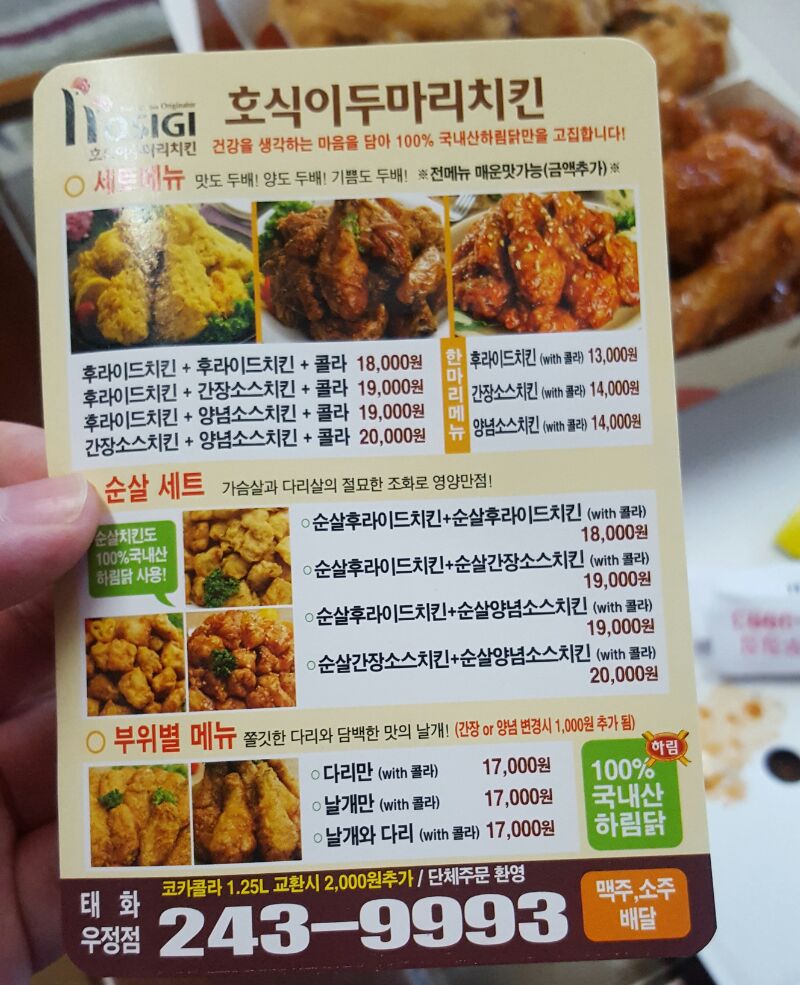 HOSIGI
호식이두마리치킨
호식이두마리치킨
건강을 생각하는 마음을 담아 100% 국내산하림닭만을 고집합니다!
세트메뉴 맛도 두배! 양도 두배! 기쁨도 두배! ※전메뉴 매운맛가능(금액추가)※
후라이드치킨 + 후라이드치킨 + 콜라 18,000원
후라이드치킨 + 간장소스치킨 + 콜라 19,000원
후라이드치킨 + 양념소스치킨 + 콜라 19,000원
간장소스치킨 + 양념소스치킨 + 콜라 20,000원
한마리메뉴
후라이드치킨 (with 콜라) 13,000원
간장소스치킨 (with 콜라) 14,000원
양념소스치킨 (with 콜라) 14,000원
순살 세트 가슴살과 다리살의 절묘한 조화로 영양만점!
순살치킨도
100%국내산
하림닭 사용!
순살후라이드치킨+순살후라이드치킨 (with 콜라)
18,000원
순살후라이드치킨+순살간장소스치킨 (with 콜라)
19,000원
순살후라이드치킨+순살양념소스치킨 (with 콜라)
19,000원
순살간장소스치킨+순살양념소스치킨 (with 콜라)
20,000원
부위별 메뉴 쫄깃한 다리와 담백한 맛의 날개! (간장 or 양념 변경시 1,000원 추가 됨)
다리만 (with 콜라) 17,000원
날개만 (with 콜라) 17,000원
날개와 다리 (with 콜라) 17,000원
하림
100%
국내산
하림닭
코카콜라 1.25L 교환시 2,000원추가 / 단체주문 환영
태화
우정점
243-9993
맥주,소주
배달